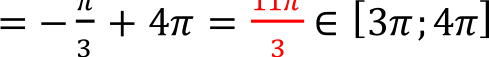 = − π/3 + 4π = 11π/3 ∈ [3π; 4π]